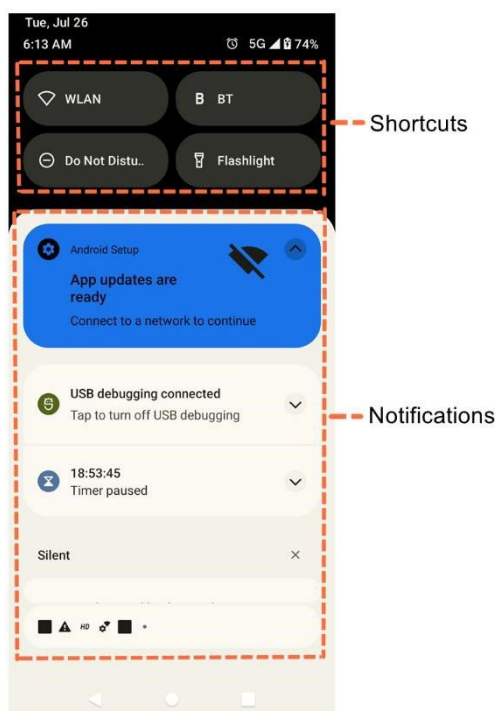 Tue, Jul 26
6:13 AM 5G 74%
WLAN BT
Do Not Distu.. Flashlight
Shortcuts
Android Setup
App updates are
ready
Connect to a network to continue
USB debugging connected
Tap to turn off USB debugging
Notifications
18:53:45
Timer paused
Silent
HD